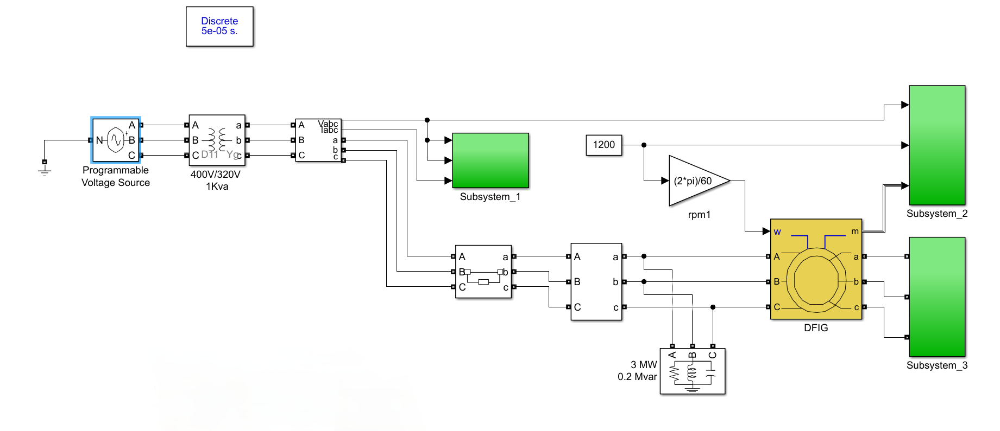 Discrete
5e-05 s.
N
A
B
C
Programmable
Voltage Source
A
B
C
D11
Yg
a
b
c
400V/320V
1Kva
A
B
C
Vabc
Iabc
a
b
c
Subsystem_1
1200
(2*pi)/60
rpm1
Subsystem_2
A
B
C
a
b
c
A
B
C
a
b
c
w
m
A
B
C
a
b
c
DFIG
Subsystem_3
A
B
C
3 MW
0.2 Mvar